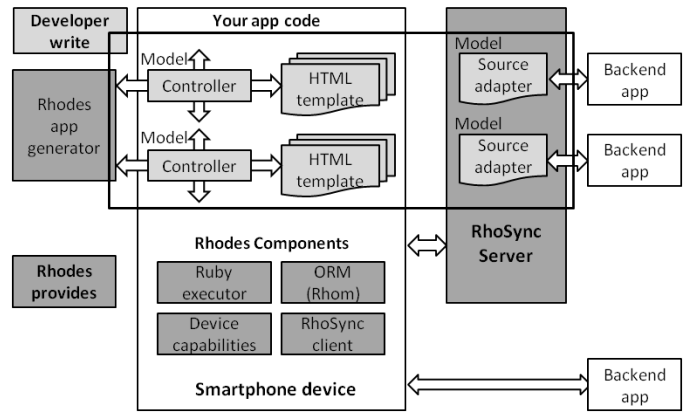 Developer
write
Your app code
Model
Controller
HTML
template
Model
Source
adapter
Backend
app
Rhodes
app
generator
Model
Controller
HTML
template
Model
Source
adapter
Backend
app
RhoSync
Server
Rhodes Components
Rhodes
provides
Ruby
executor
ORM
(Rhom)
Device
capabilities
RhoSync
client
Smartphone device
Backend
app